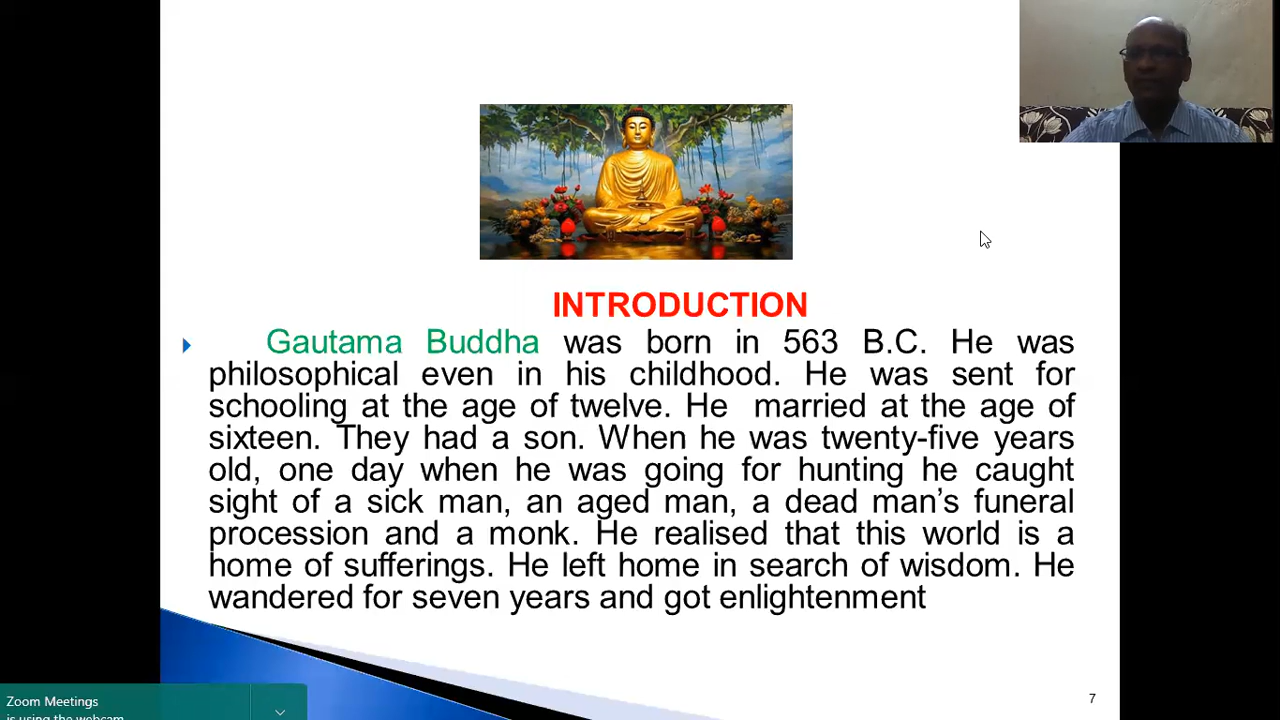 INTRODUCTION
Gautama Buddha was born in 563 B.C. He was
philosophical even in his childhood. He was sent for
schooling at the age of twelve. He married at the age of
sixteen. They had a son. When he was twenty-five years
old, one day when he was going for hunting he caught
sight of a sick man, an aged man, a dead man’s funeral
procession and a monk. He realised that this world is a
home of sufferings. He left home in search of wisdom. He
wandered for seven years and got enlightenment
7
Zoom Meetings
is using the webcam